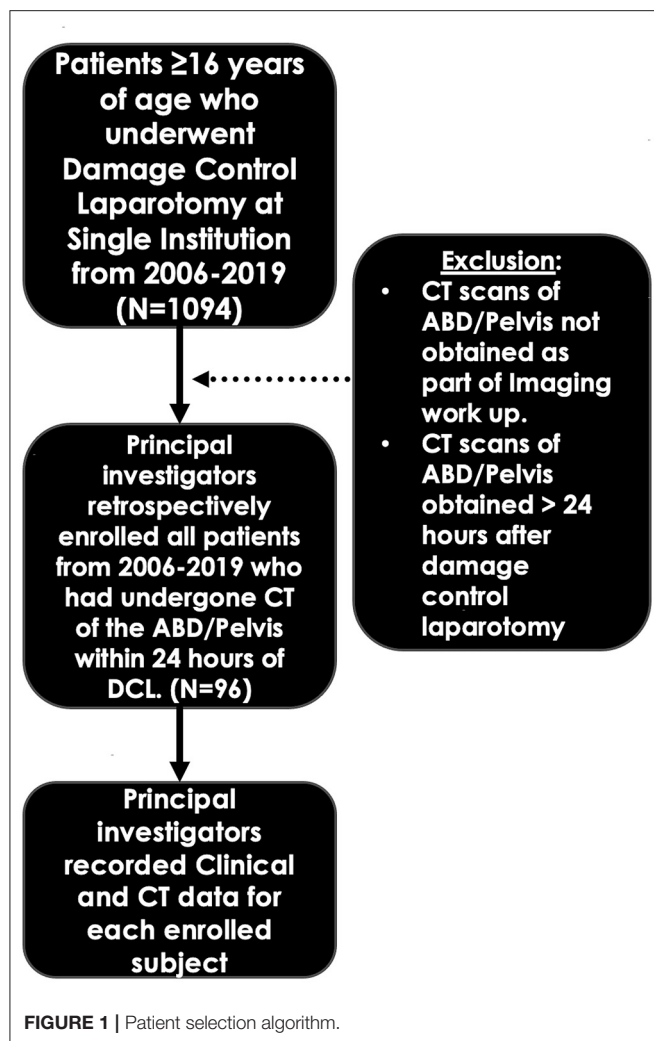 Patients ≥16 years
of age who
underwent
Damage Control
Laparotomy at
Single Institution
from 2006-2019
(N=1094)
Exclusion:
• CT scans of
ABD/Pelvis not
obtained as
part of Imaging
work up.
• CT scans of
ABD/Pelvis
obtained > 24
hours after
damage
control
laparotomy
Principal
investigators
retrospectively
enrolled all patients
from 2006-2019 who
had undergone CT
of the ABD/Pelvis
within 24 hours of
DCL. (N=96)
Principal
investigators
recorded Clinical
and CT data for
each enrolled
subject
FIGURE 1 | Patient selection algorithm.